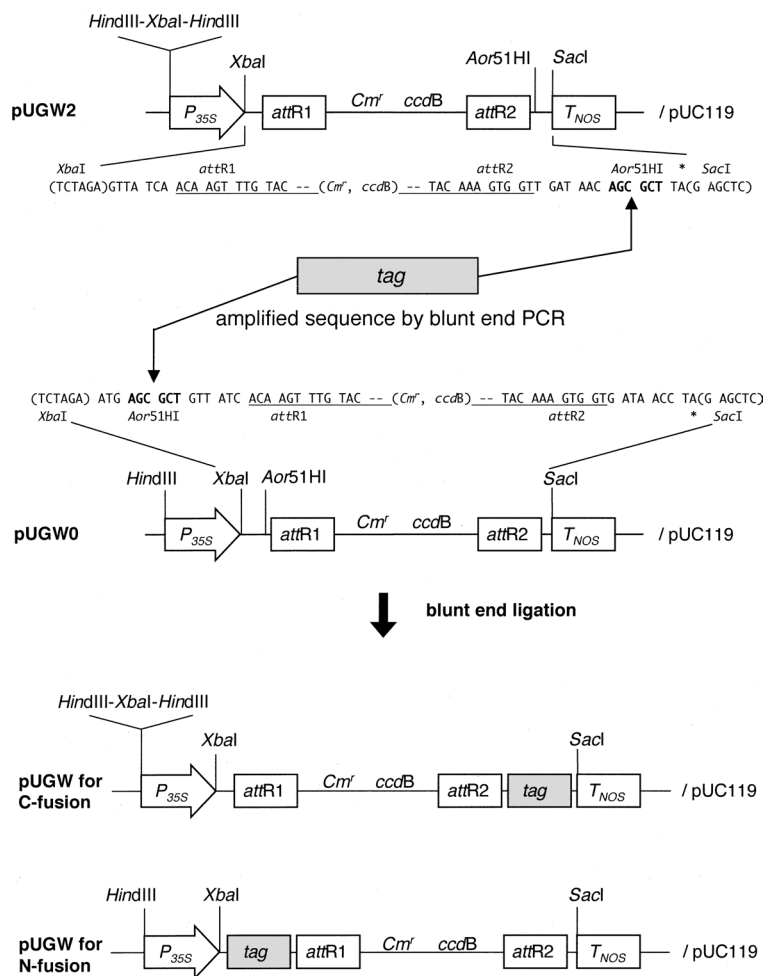 HindIII-XbaI-HindIII
XbaI
Aor51HI
SacI
pUGW2
P35S
attR1
Cmr
ccdB
attR2
TNOS
/ pUC119
XbaI
attR1
attR2
Aor51HI
*
SacI
(TCTAGA)GTTA TCA ACA AGT TTG TAC -- (Cmr, ccdB) -- TAC AAA GTG GTT GAT AAC AGC GCT TA(G AGCTC)
tag
amplified sequence by blunt end PCR
(TCTAGA) ATG AGC GCT GTT ATC ACA AGT TTG TAC -- (Cmr, ccdB) -- TAC AAA GTG GTG ATA ACC TA(G AGCTC)
XbaI
Aor51HI
attR1
attR2
*
SacI
HindIII
XbaI
Aor51HI
SacI
pUGW0
P35S
attR1
Cmr
ccdB
attR2
TNOS
/ pUC119
blunt end ligation
HindIII-XbaI-HindIII
XbaI
SacI
pUGW for
C-fusion
P35S
attR1
Cmr
ccdB
attR2
tag
TNOS
/ pUC119
HindIII
XbaI
SacI
pUGW for
N-fusion
P35S
tag
attR1
Cmr
ccdB
attR2
TNOS
/ pUC119